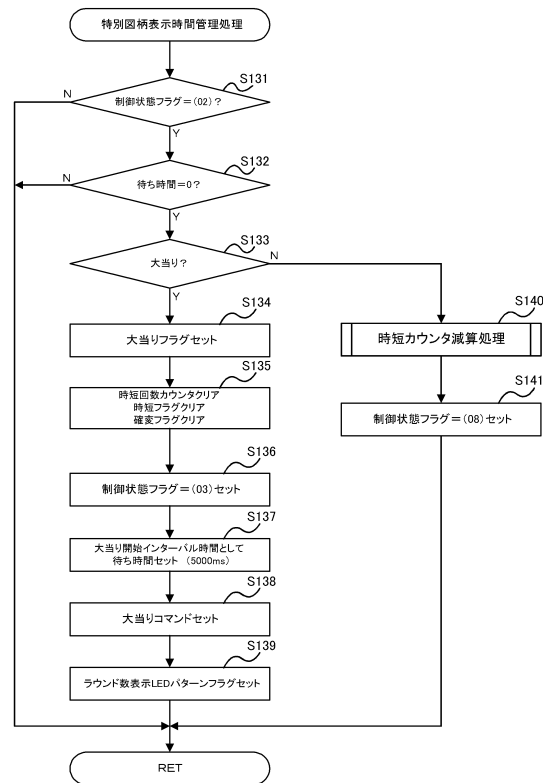 特別図柄表示時間管理処理
S131
N
制御状態フラグ＝(02)？
Y
S132
N
待ち時間＝0？
Y
S133
大当り？
N
Y
S134
大当りフラグセット
S135
時短回数カウンタクリア
時短フラグクリア
確変フラグクリア
S136
制御状態フラグ＝(03)セット
S137
大当り開始インターバル時間として
待ち時間セット (5000ms)
S138
大当りコマンドセット
S139
ラウンド数表示LEDパターンフラグセット
S140
時短カウンタ減算処理
S141
制御状態フラグ＝(08)セット
RET